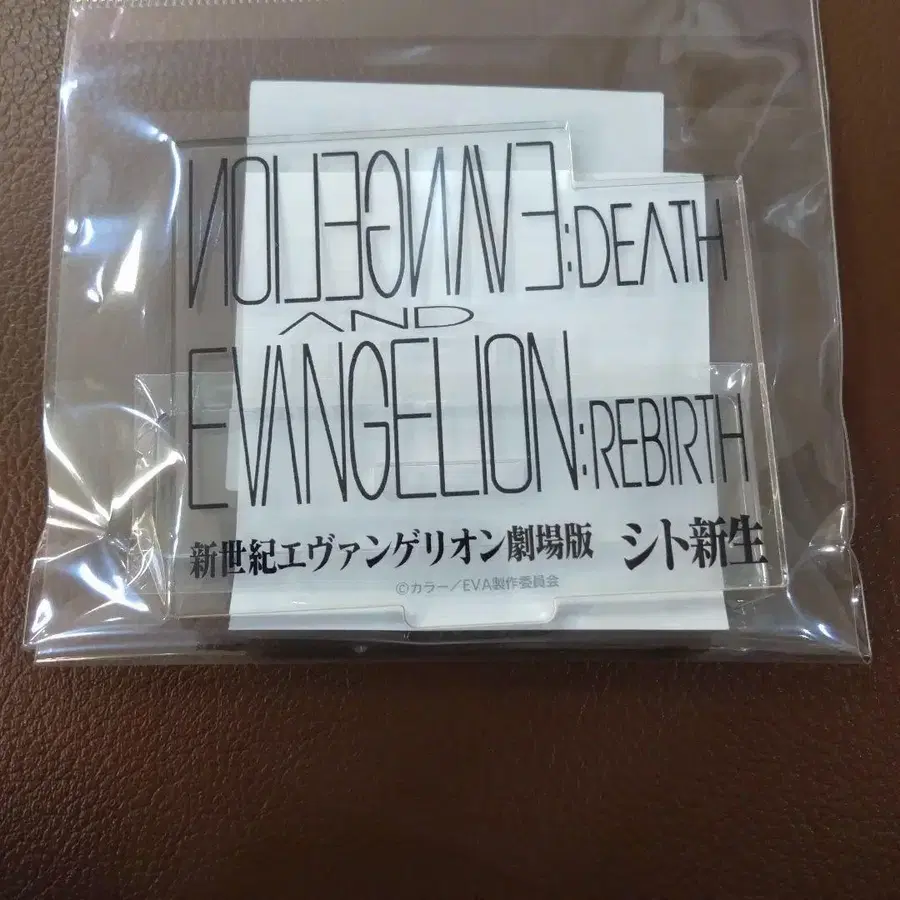 EVANGELION:DEATH
AND
EVANGELION:REBIRTH
新世紀エヴァンゲリオン劇場版 シト新生
©カラー/EVA製作委員会